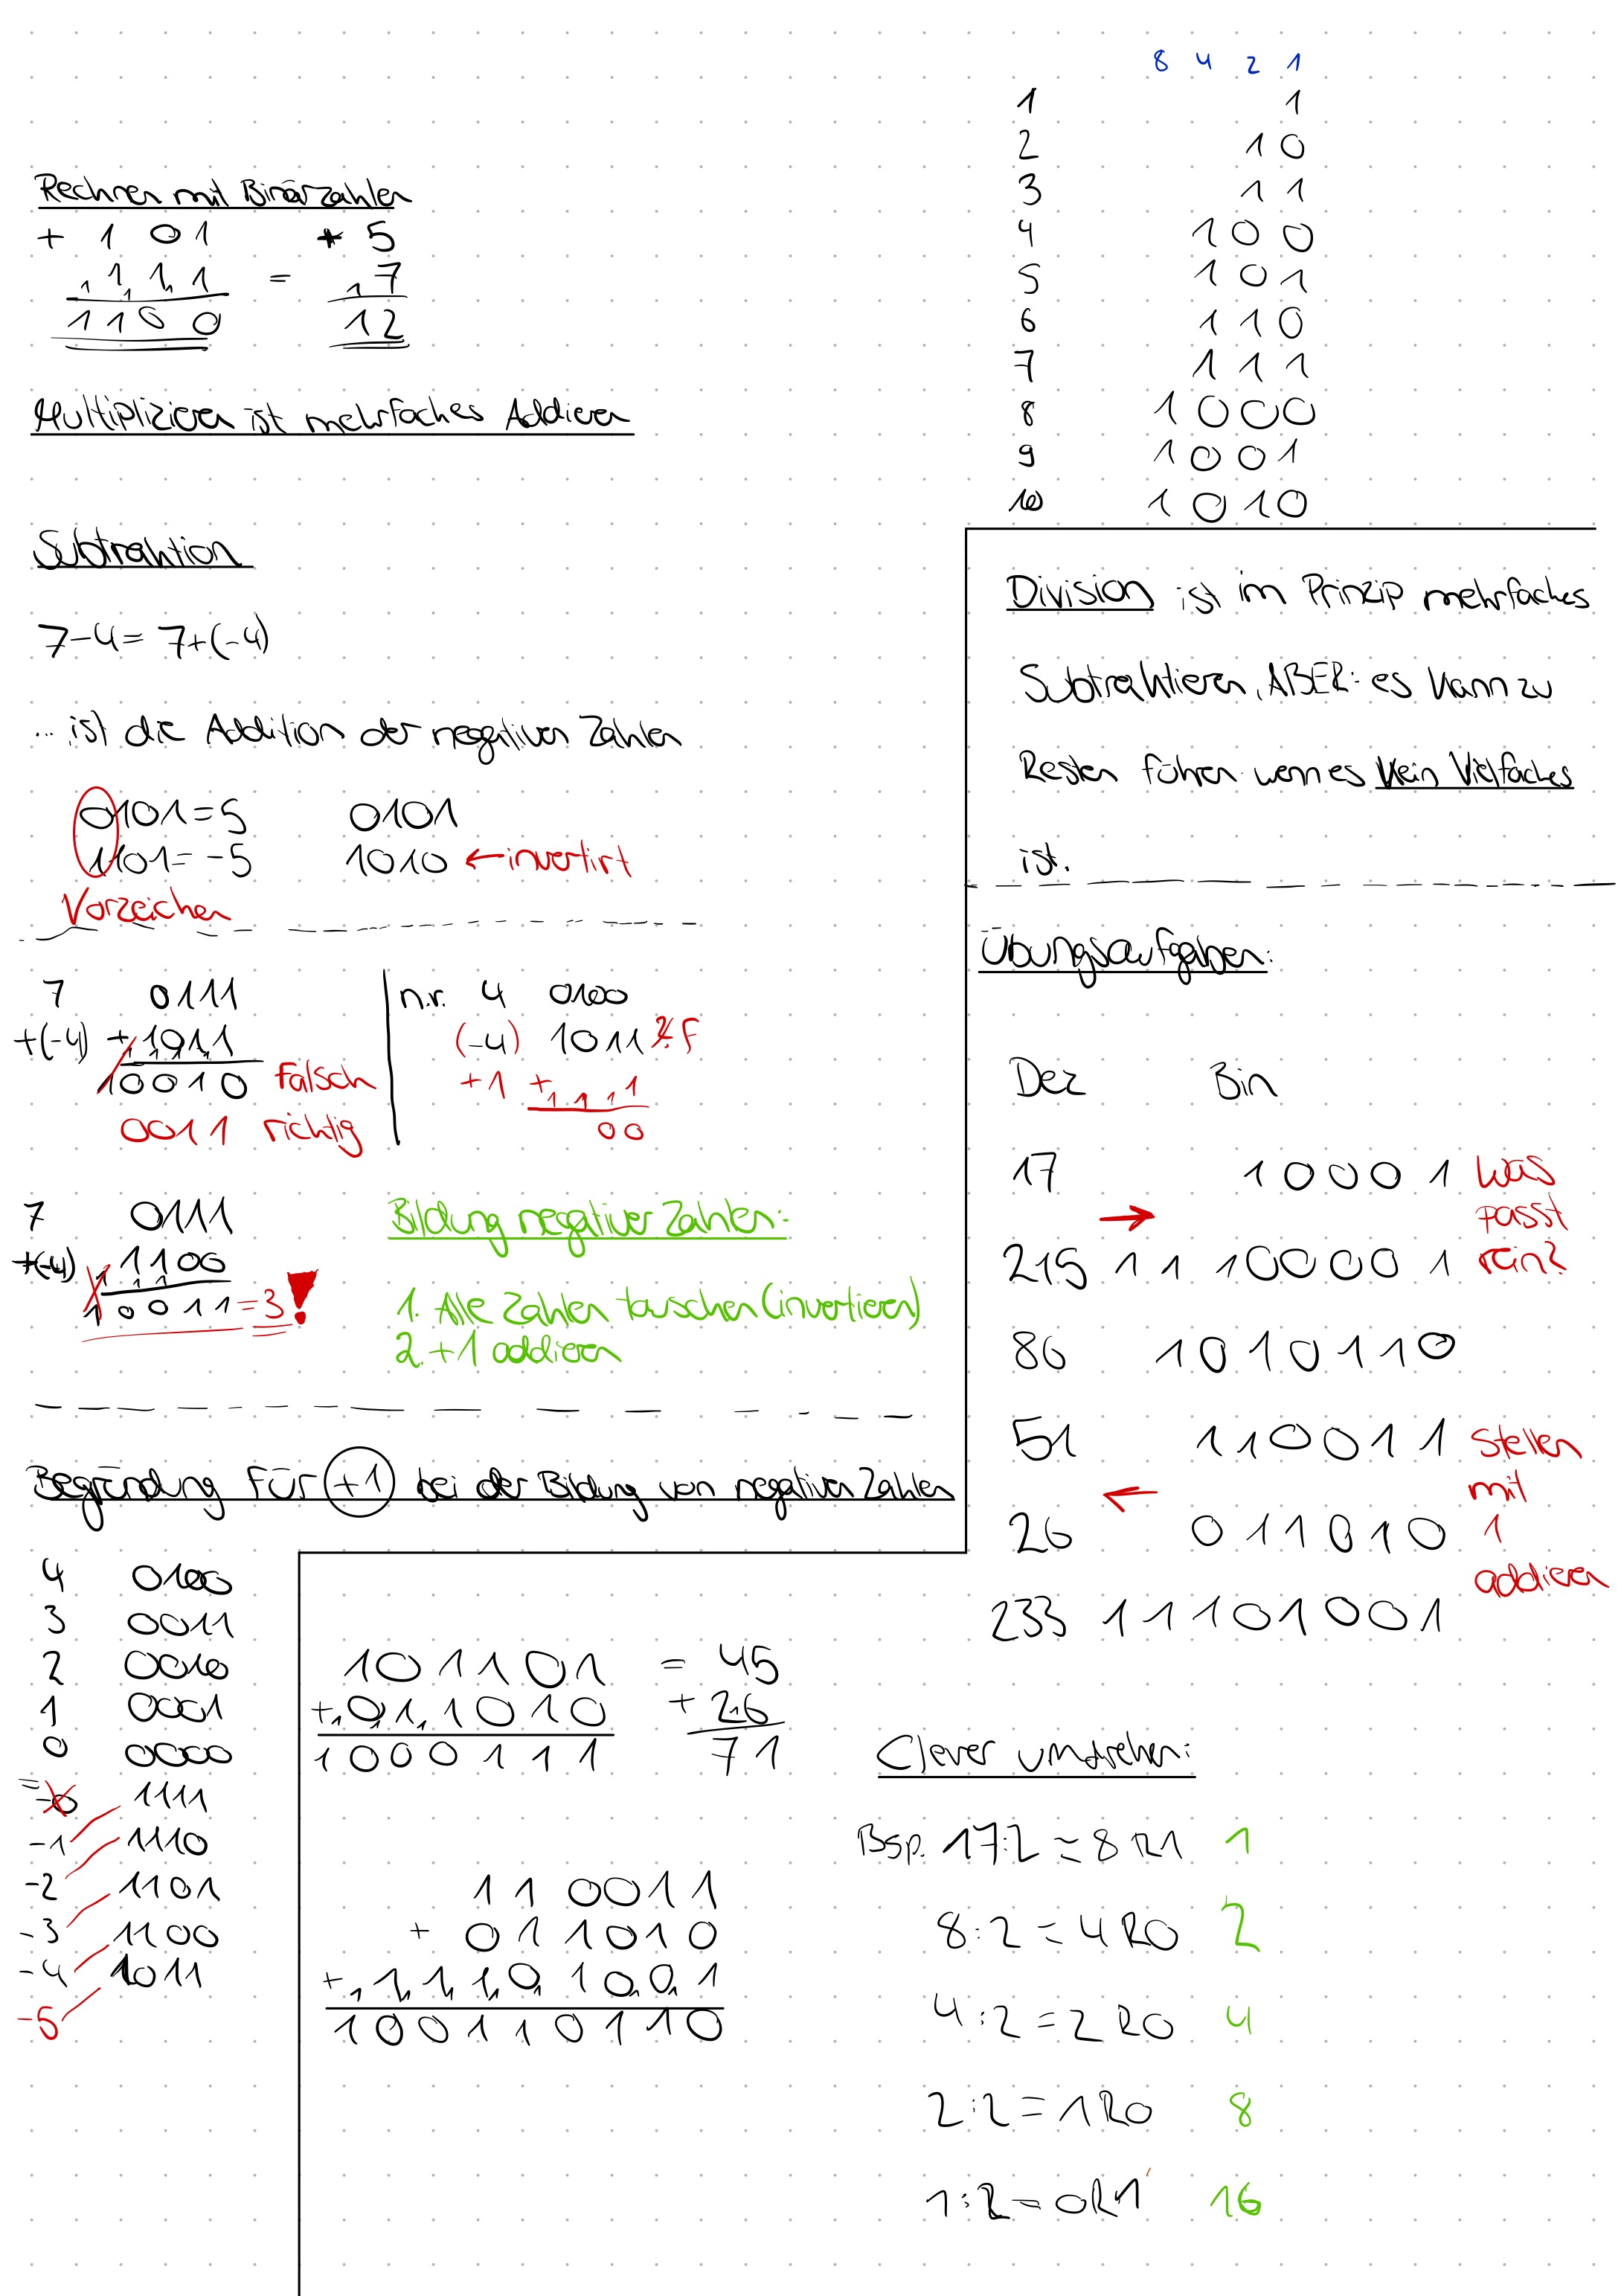 Rechnen mit Binärzahlen
+ 1 0 1 + 5
1 1 1 1 1 1 = 1 7
1 1 0 0 12
Multiplizieren ist mehrfaches Addieren
Subtraktion
7-4= 7+(-4)
... ist die Addition der negativen Zahlen
0101=5 0101
1101=-5 1010 ←invertirt
Vorzeichen
7 0111
+(-4) +1011
1 1 1 1
10010 Falsch
0011 richtig
n.r. 4 0100
(-4) 1011 F
+1 + 1 1 1 1
00
7 0111
+(-4) 1100
1 1 1
10011=3!
Bildung negativer Zahlen:
1. Alle Zahlen tauschen (invertieren)
2. +1 addieren
Begründung für +1 bei der Bildung von negativen Zahlen
4 0100
3 0011
2 0010
1 0001
0 0000
=-0 1111
-1 1110
-2 1101
-3 1100
-4 1011
-5
101101 = 45
+011010 + 26
1000111 71
110011
+ 011010
+11101001
100110110
8 4 2 1
1 1
2 10
3 11
4 100
5 101
6 110
7 111
8 1000
9 1001
10 1010
Division ist im Prinzip mehrfaches
Subtrahtieren, ABER: es kann zu
Resten führen wenn es kein Vielfaches
ist.
Übungsaufgaben:
Dez Bin
17 10001 was
→ passt
215 11100001 rein?
86 1010110
51 110011 Stellen
← mit
26 011010 1
addieren
233 11101001
Clever umdrehen:
Bsp. 17:2=8 R1 1
8:2=4 R0 2
4:2=2 R0 4
2:2=1 R0 8
1:2=0 R1 16